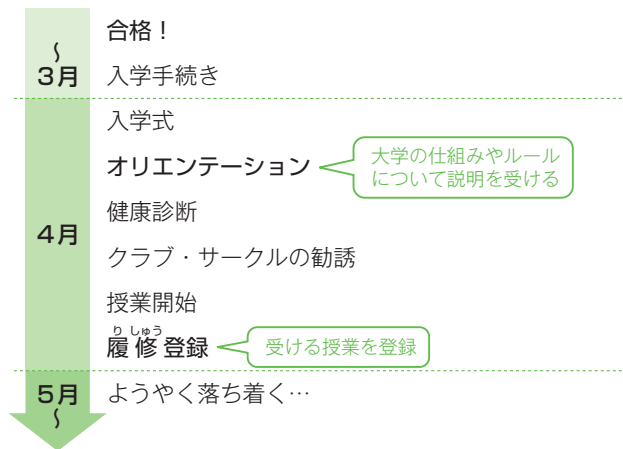 合格！
〜
3月
入学手続き
入学式
オリエンテーション
大学の仕組みやルール
について説明を受ける
健康診断
4月
クラブ・サークルの勧誘
授業開始
りしゅう
履修登録
受ける授業を登録
5月
〜
ようやく落ち着く…